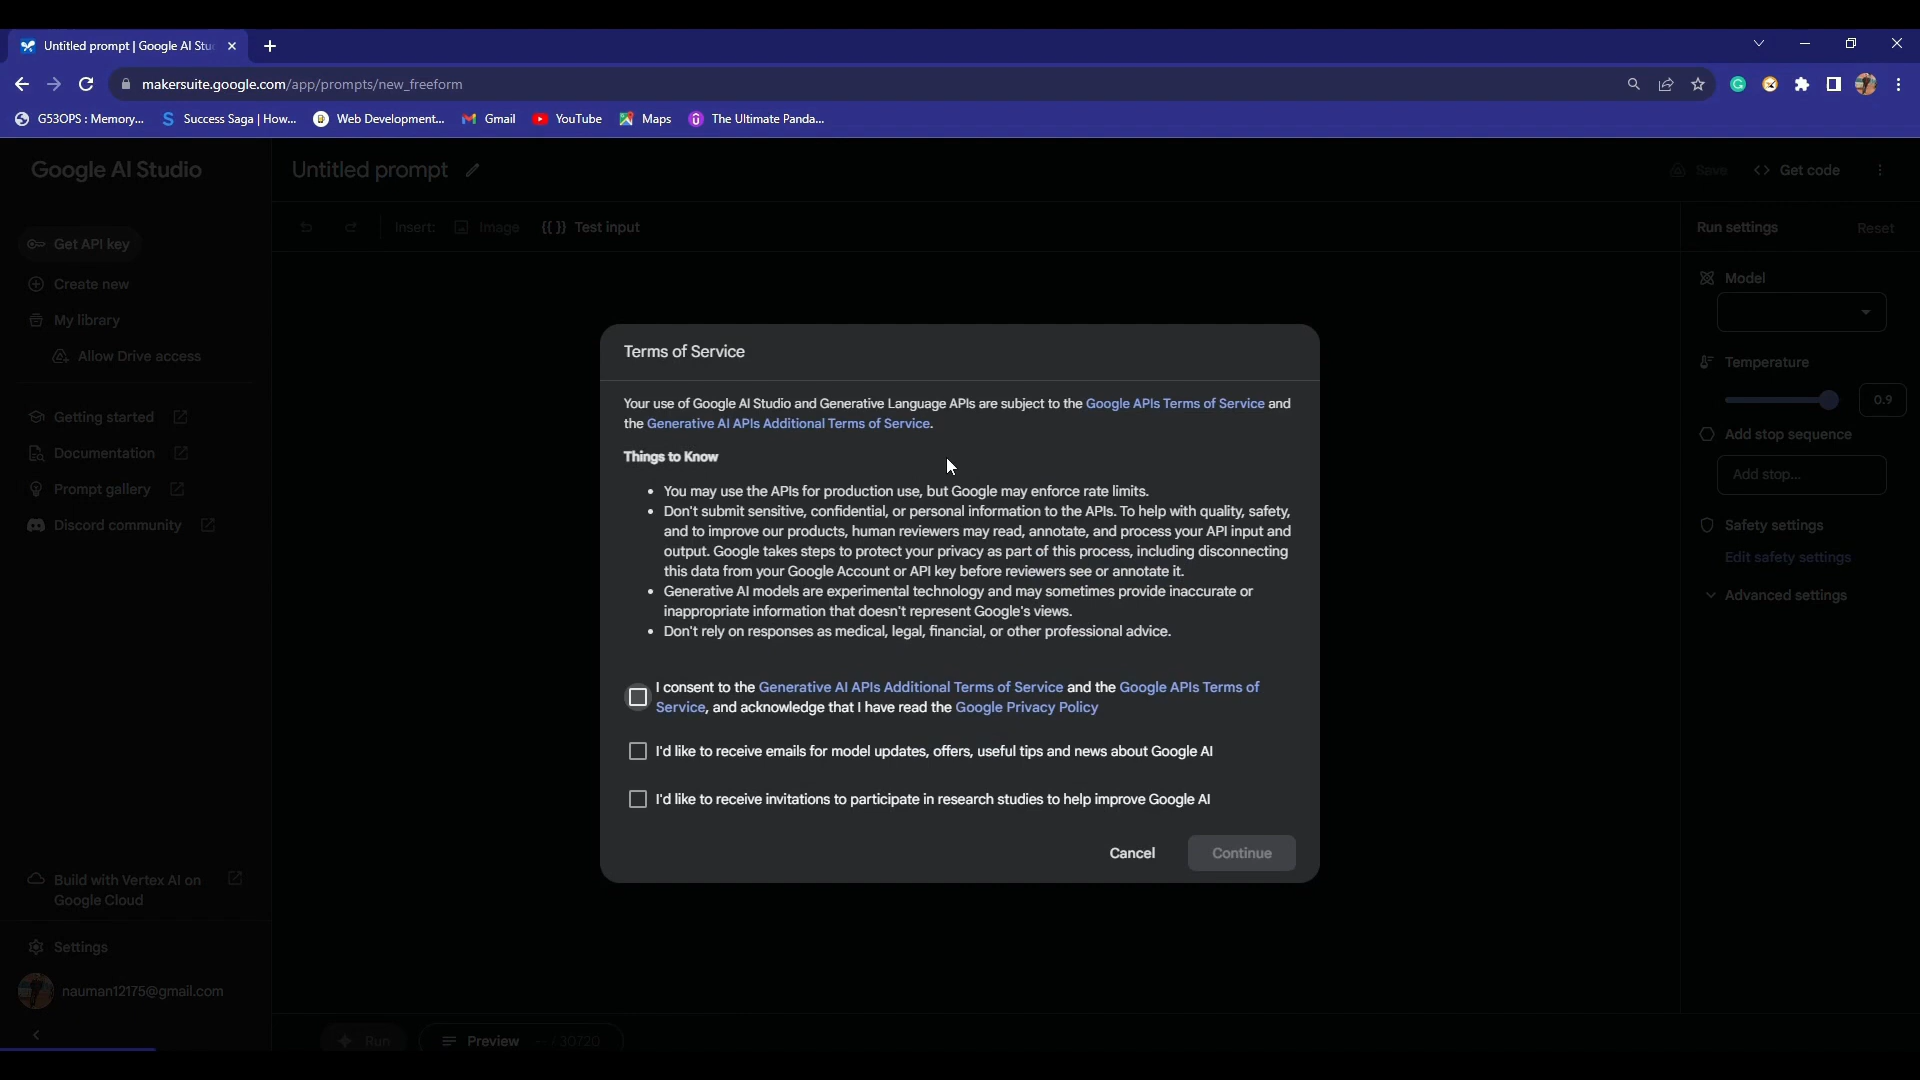 Untitled prompt | Google AI Stu
makersuite.google.com/app/prompts/new_freeform
G53OPS : Memory...
Success Saga | How...
Web Development...
Gmail
YouTube
Maps
The Ultimate Panda...
Google AI Studio
Untitled prompt
Save
Get code
Get API key
Create new
My library
Allow Drive access
Getting started
Documentation
Prompt gallery
Discord community
Build with Vertex AI on
Google Cloud
Settings
nauman12175@gmail.com
Insert:
Image
{{ }} Test input
Terms of Service
Your use of Google AI Studio and Generative Language APIs are subject to the Google APIs Terms of Service and
the Generative AI APIs Additional Terms of Service.
Things to Know
• You may use the APIs for production use, but Google may enforce rate limits.
• Don't submit sensitive, confidential, or personal information to the APIs. To help with quality, safety,
and to improve our products, human reviewers may read, annotate, and process your API input and
output. Google takes steps to protect your privacy as part of this process, including disconnecting
this data from your Google Account or API key before reviewers see or annotate it.
• Generative AI models are experimental technology and may sometimes provide inaccurate or
inappropriate information that doesn't represent Google's views.
• Don't rely on responses as medical, legal, financial, or other professional advice.
I consent to the Generative AI APIs Additional Terms of Service and the Google APIs Terms of
Service, and acknowledge that I have read the Google Privacy Policy
I'd like to receive emails for model updates, offers, useful tips and news about Google AI
I'd like to receive invitations to participate in research studies to help improve Google AI
Cancel
Continue
Run settings
Reset
Model
Temperature
0.9
Add stop sequence
Add stop...
Safety settings
Edit safety settings
Advanced settings
Run
Preview
-- / 30720